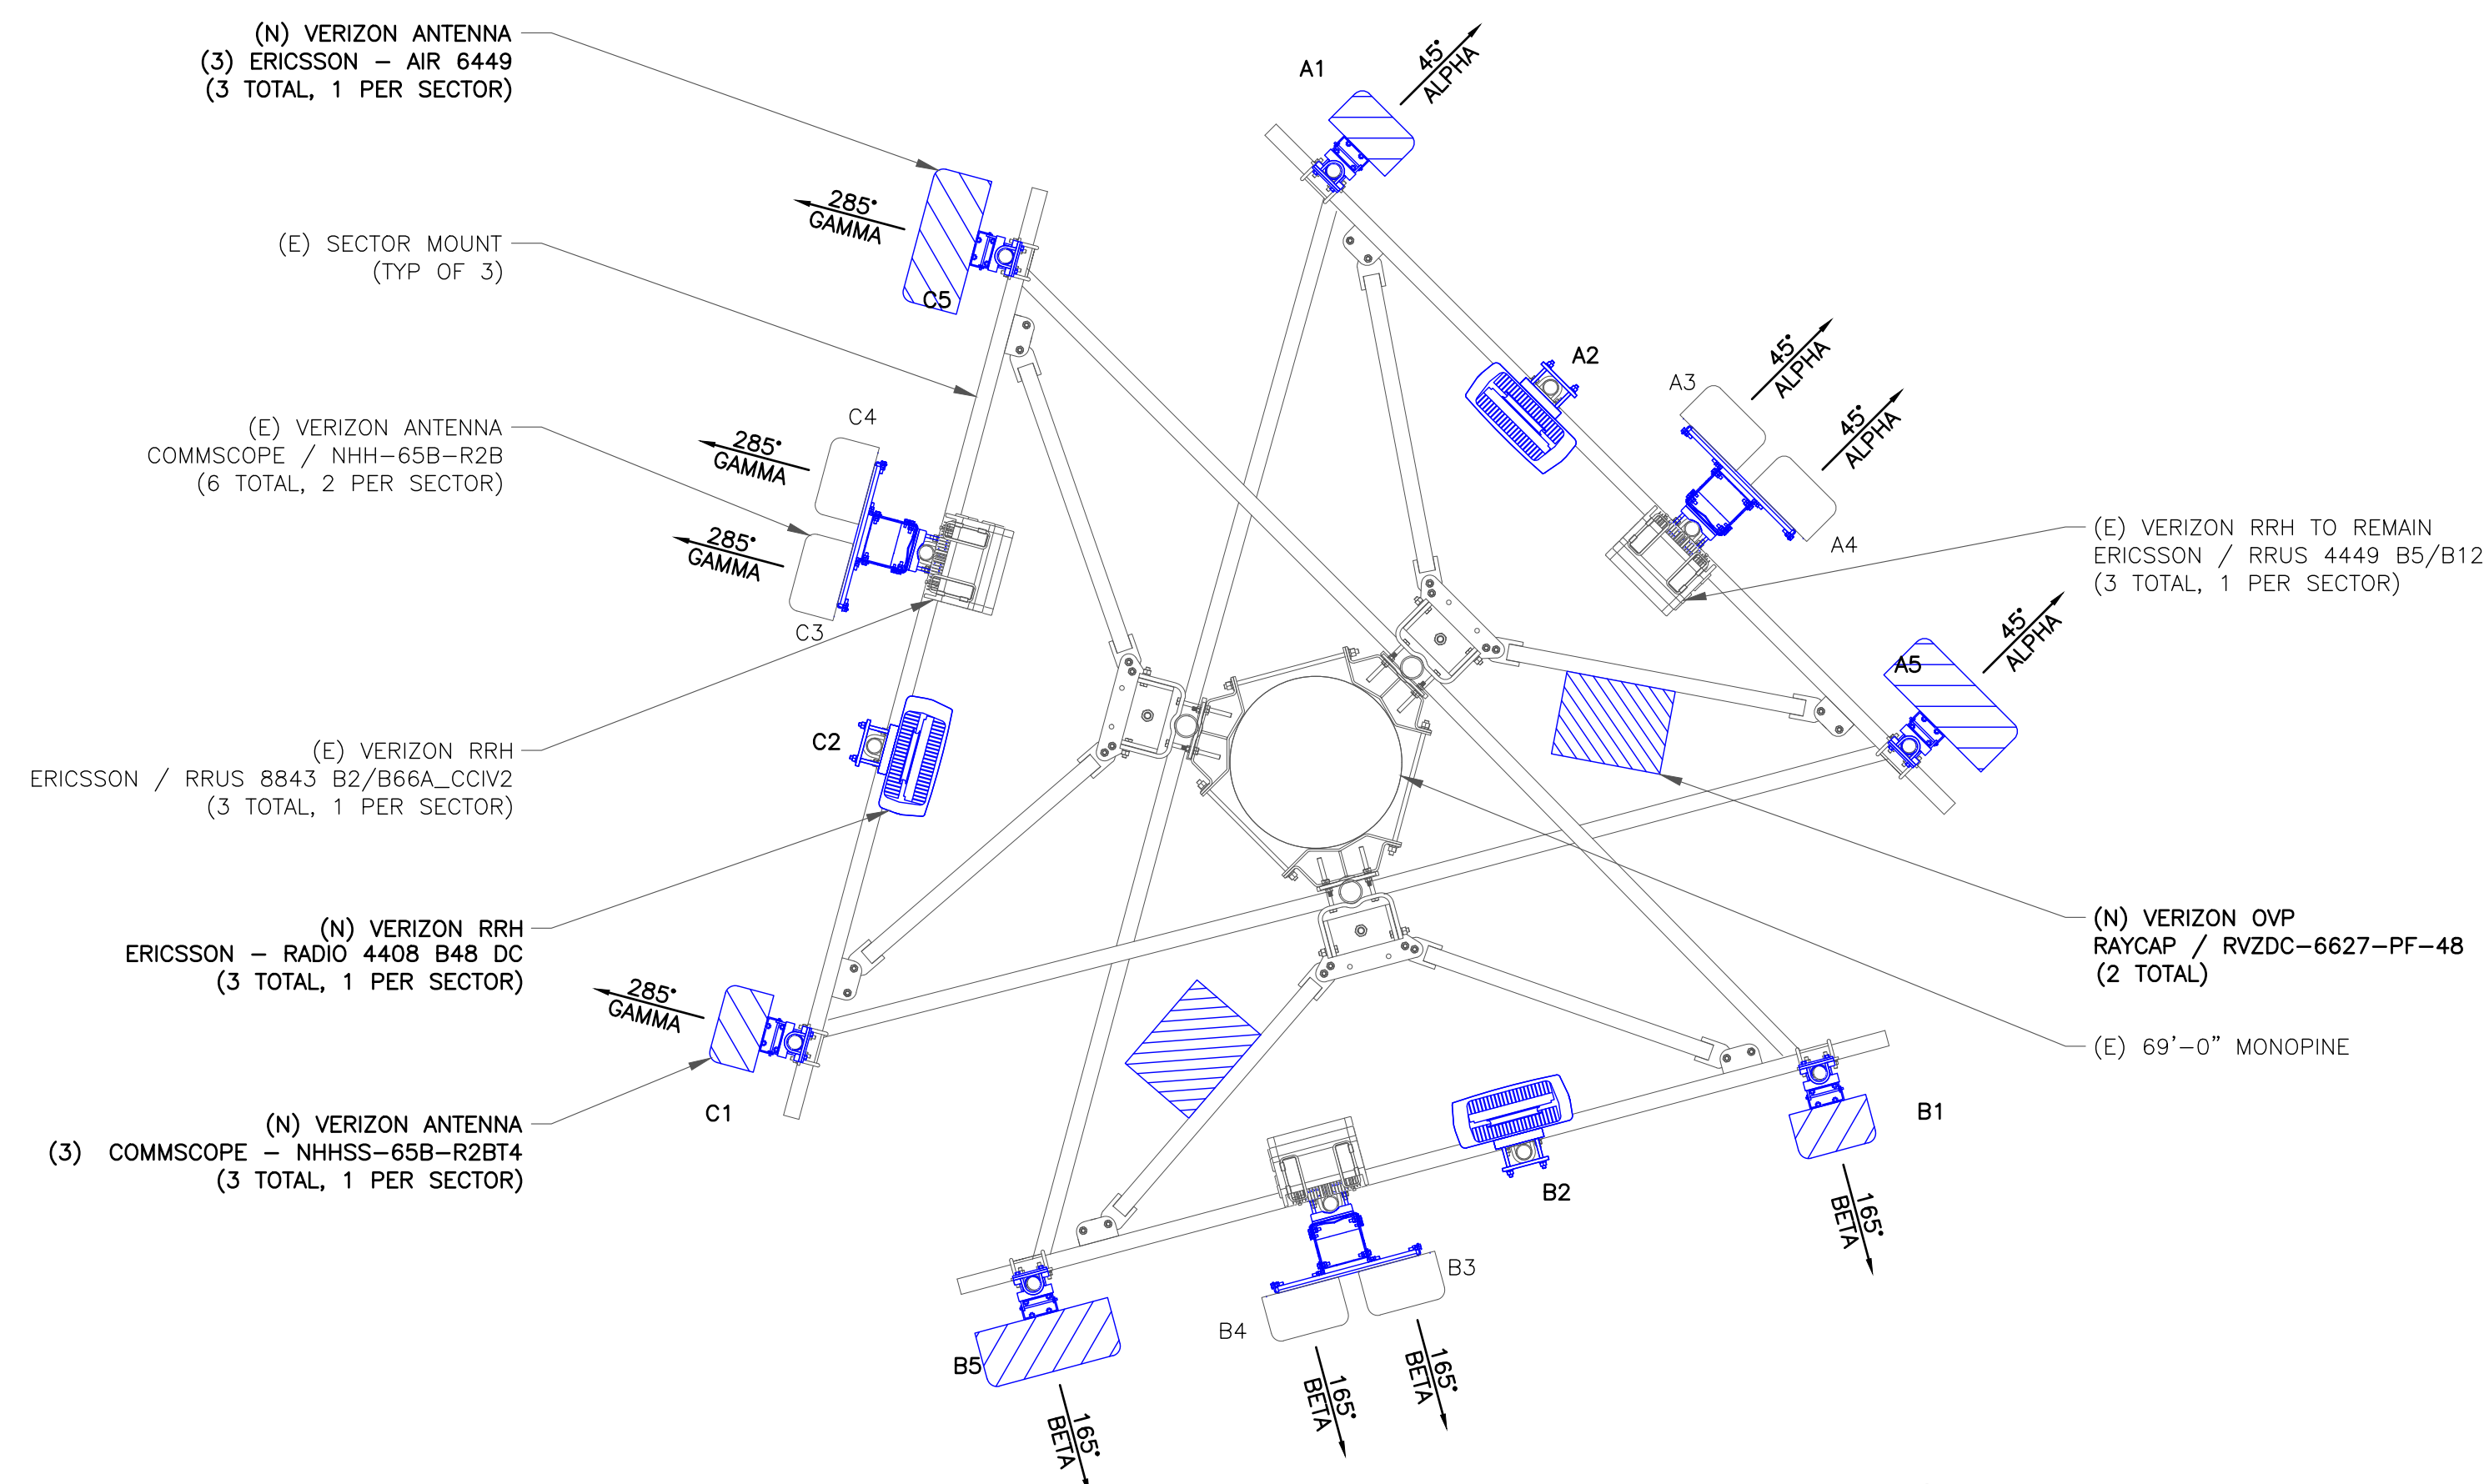 (N) VERIZON ANTENNA
(3) ERICSSON – AIR 6449
(3 TOTAL, 1 PER SECTOR)
(E) SECTOR MOUNT
(TYP OF 3)
(E) VERIZON ANTENNA
COMMSCOPE / NHH-65B-R2B
(6 TOTAL, 2 PER SECTOR)
(E) VERIZON RRH
ERICSSON / RRUS 8843 B2/B66A_CCIV2
(3 TOTAL, 1 PER SECTOR)
(N) VERIZON RRH
ERICSSON – RADIO 4408 B48 DC
(3 TOTAL, 1 PER SECTOR)
(N) VERIZON ANTENNA
(3) COMMSCOPE – NHHSS-65B-R2BT4
(3 TOTAL, 1 PER SECTOR)
285°
GAMMA
C5
C4
285°
GAMMA
285°
GAMMA
C3
C2
285°
GAMMA
C1
A1
45°
ALPHA
A2
A3
45°
ALPHA
45°
ALPHA
A4
A5
45°
ALPHA
(E) VERIZON RRH TO REMAIN
ERICSSON / RRUS 4449 B5/B12
(3 TOTAL, 1 PER SECTOR)
(N) VERIZON OVP
RAYCAP / RVZDC-6627-PF-48
(2 TOTAL)
(E) 69'-0" MONOPINE
B1
165°
BETA
B2
B3
165°
BETA
B4
165°
BETA
B5
165°
BETA